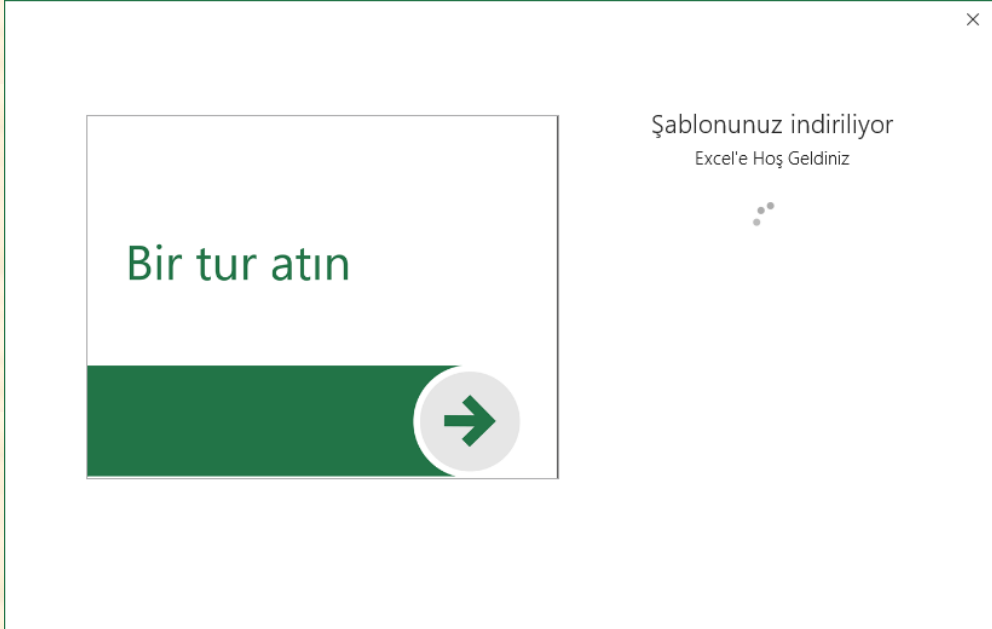 Şablonunuz indiriliyor
Excel'e Hoş Geldiniz
Bir tur atın